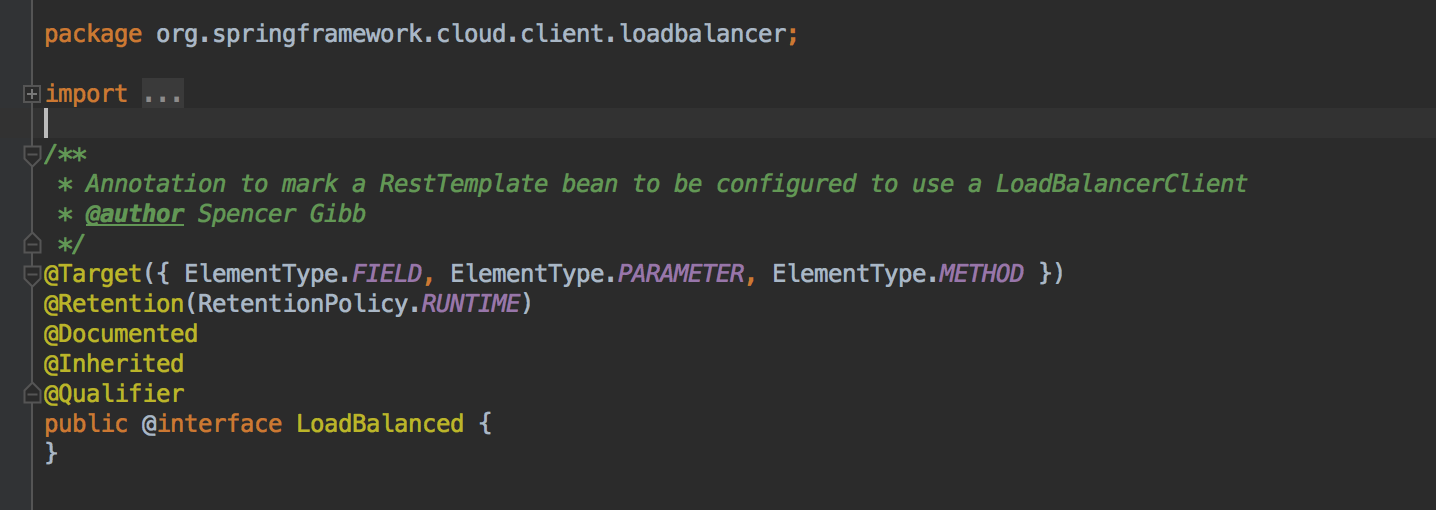 package org.springframework.cloud.client.loadbalancer;
import ...
/**
* Annotation to mark a RestTemplate bean to be configured to use a LoadBalancerClient
* @author Spencer Gibb
*/
@Target({ ElementType.FIELD, ElementType.PARAMETER, ElementType.METHOD })
@Retention(RetentionPolicy.RUNTIME)
@Documented
@Inherited
@Qualifier
public @interface LoadBalanced {
}